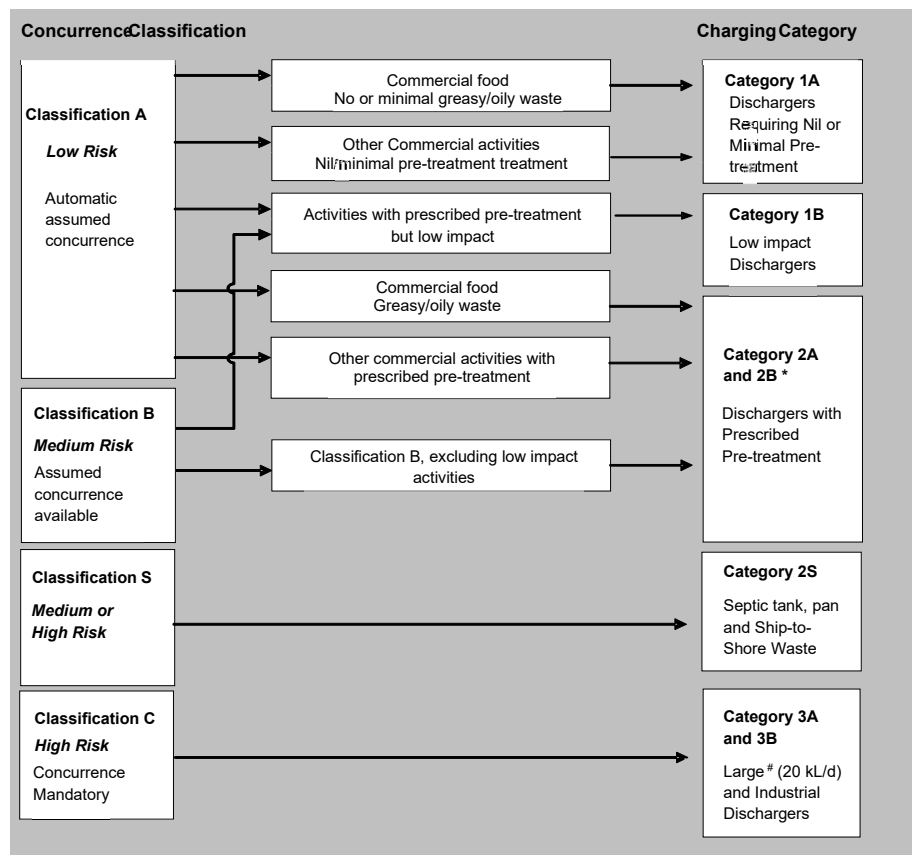 Concurrence Classification
Charging Category
Classification A
Low Risk
Automatic
assumed
concurrence
Classification B
Medium Risk
Assumed
concurrence
available
Classification S
Medium or
High Risk
Classification C
High Risk
Concurrence
Mandatory
Commercial food
No or minimal greasy/oily waste
Other Commercial activities
Nil/minimal pre-treatment treatment
Activities with prescribed pre-treatment
but low impact
Commercial food
Greasy/oily waste
Other commercial activities with
prescribed pre-treatment
Classification B, excluding low impact
activities
Category 1A
Dischargers
Requiring Nil or
Minimal Pre-
treatment
Category 1B
Low impact
Dischargers
Category 2A
and 2B *
Dischargers with
Prescribed
Pre-treatment
Category 2S
Septic tank, pan
and Ship-to-
Shore Waste
Category 3A
and 3B
Large # (20 kL/d)
and Industrial
Dischargers